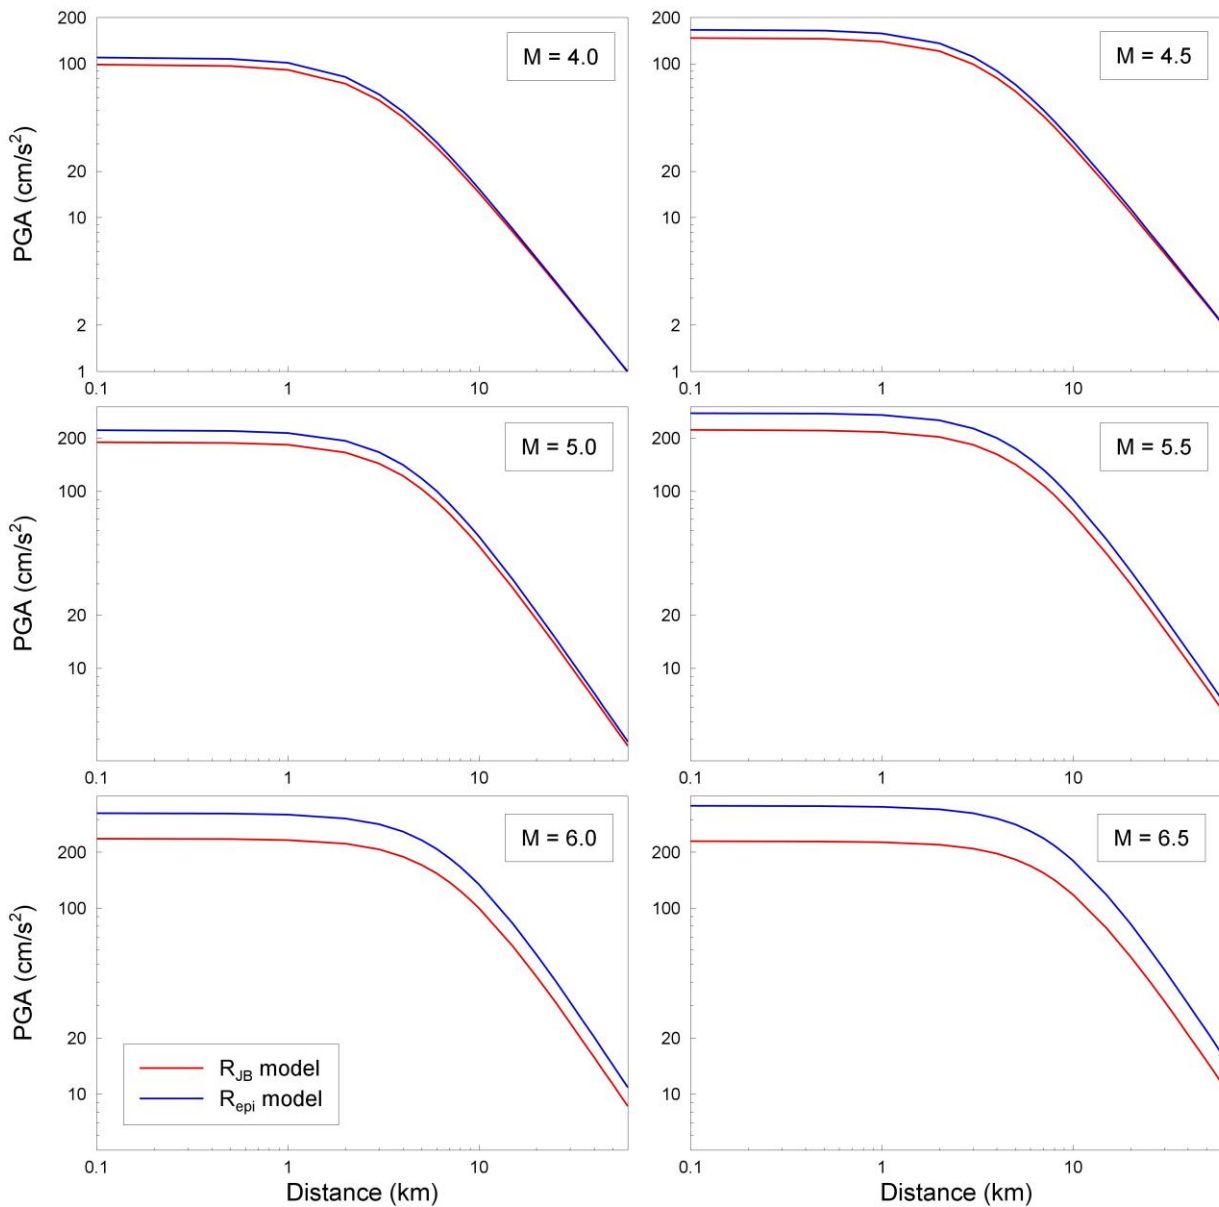 M = 4.0
200
100
20
10
2
1
0.1 1 10
PGA (cm/s²)
M = 4.5
200
100
20
10
2
1
0.1 1 10
M = 5.0
200
100
20
10
0.1 1 10
PGA (cm/s²)
M = 5.5
200
100
20
10
0.1 1 10
M = 6.0
200
100
20
10
0.1 1 10
PGA (cm/s²)
Distance (km)
R_JB model
R_epi model
M = 6.5
200
100
20
10
0.1 1 10
Distance (km)